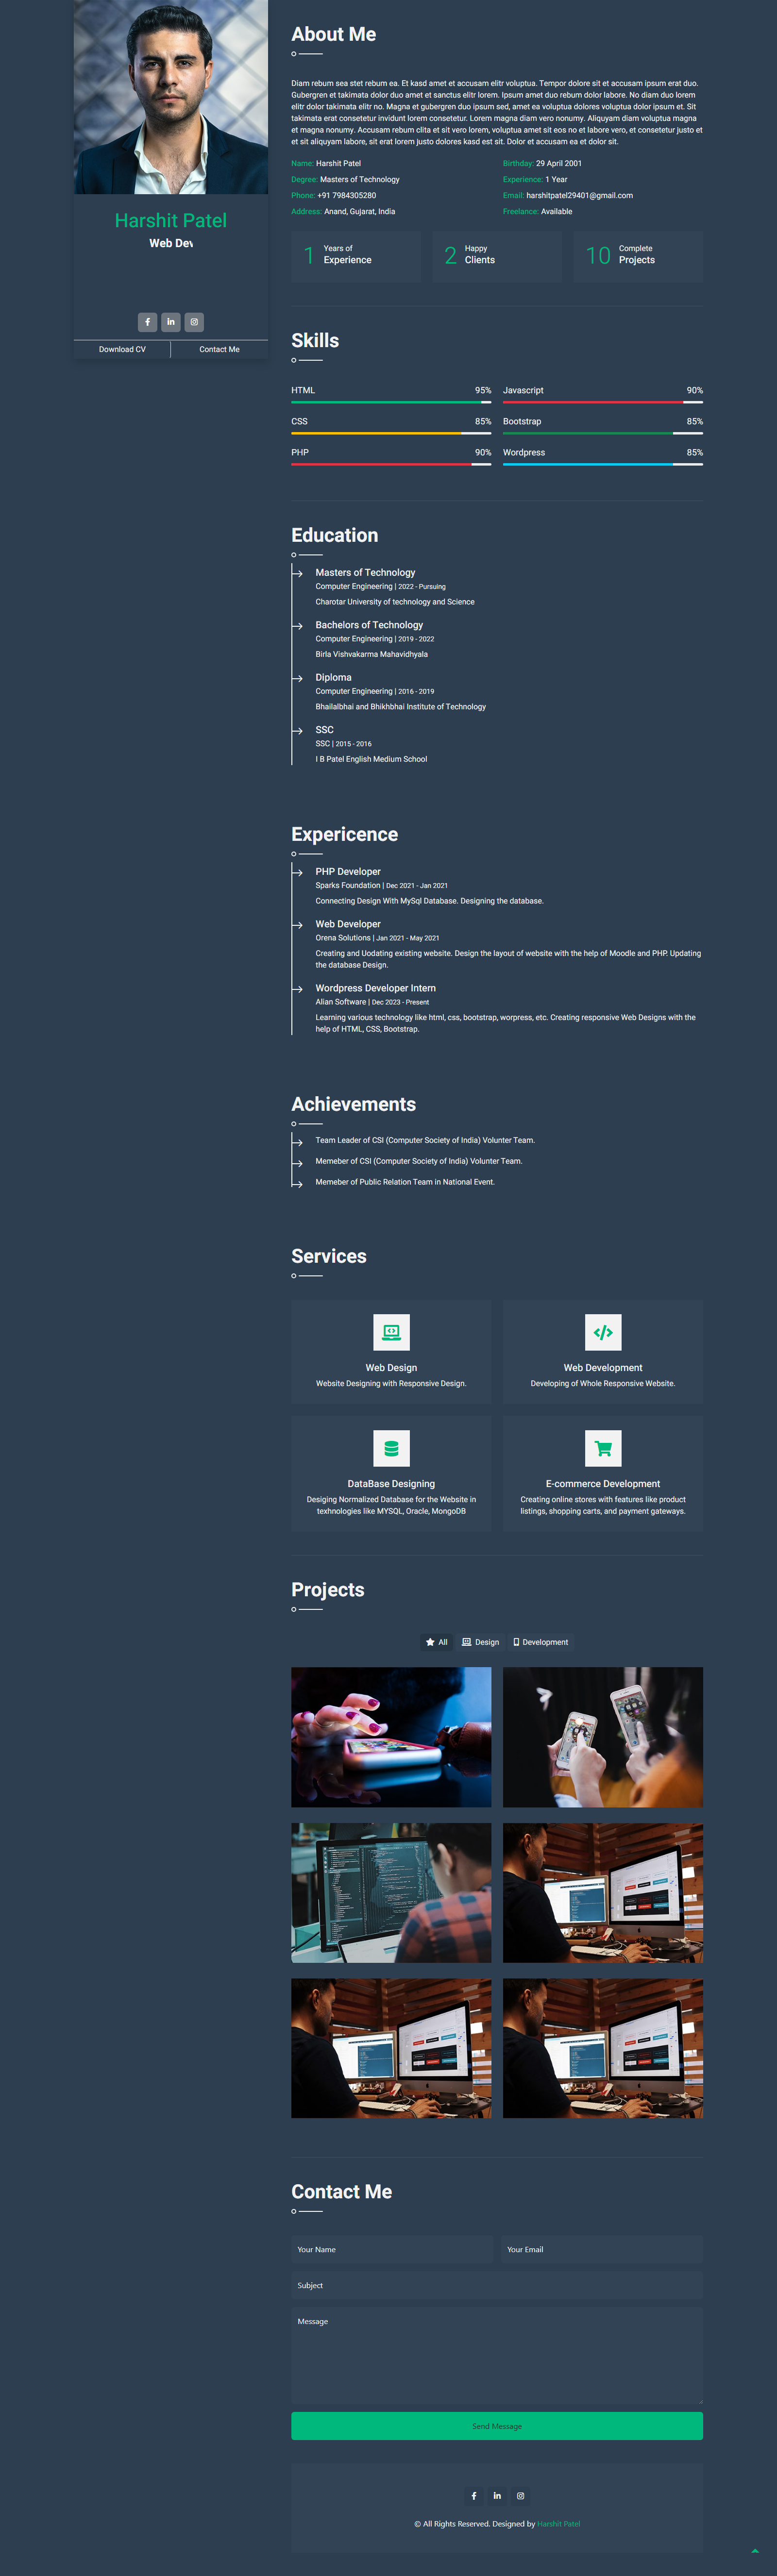 Harshit Patel
Web Dev
Download CV
Contact Me
About Me
Diam rebum sea stet rebum ea. Et kasd amet et accusam elitr voluptua. Tempor dolore sit et accusam ipsum erat duo.
Gubergren et takimata dolor duo amet et sanctus elitr lorem. Ipsum amet duo rebum dolor labore. No diam duo lorem
elitr dolor takimata elitr no. Magna et gubergren duo ipsum sed, amet ea voluptua dolores voluptua dolor ipsum et. Sit
takimata erat consetetur invidunt lorem consetetur. Lorem magna diam vero nonumy. Aliquyam diam voluptua magna
et magna nonumy. Accusam rebum clita et sit vero lorem, voluptua amet sit eos no et labore vero, et consetetur justo et
et sit aliquyam labore, sit erat lorem justo dolores kasd est sit. Dolor et accusam ea et dolor sit.
Name: Harshit Patel
Birthday: 29 April 2001
Degree: Masters of Technology
Experience: 1 Year
Phone: +91 7984305280
Email: harshitpatel29401@gmail.com
Address: Anand, Gujarat, India
Freelance: Available
1 Years of
Experience
2 Happy
Clients
10 Complete
Projects
Skills
HTML 95%
Javascript 90%
CSS 85%
Bootstrap 85%
PHP 90%
Wordpress 85%
Education
Masters of Technology
Computer Engineering | 2022 - Pursuing
Charotar University of technology and Science
Bachelors of Technology
Computer Engineering | 2019 - 2022
Birla Vishvakarma Mahavidhyala
Diploma
Computer Engineering | 2016 - 2019
Bhailalbhai and Bhikhbhai Institute of Technology
SSC
SSC | 2015 - 2016
I B Patel English Medium School
Expericence
PHP Developer
Sparks Foundation | Dec 2021 - Jan 2021
Connecting Design With MySql Database. Designing the database.
Web Developer
Orena Solutions | Jan 2021 - May 2021
Creating and Uodating existing website. Design the layout of website with the help of Moodle and PHP. Updating
the database Design.
Wordpress Developer Intern
Alian Software | Dec 2023 - Present
Learning various technology like html, css, bootstrap, worpress, etc. Creating responsive Web Designs with the
help of HTML, CSS, Bootstrap.
Achievements
Team Leader of CSI (Computer Society of India) Volunter Team.
Memeber of CSI (Computer Society of India) Volunter Team.
Memeber of Public Relation Team in National Event.
Services
Web Design
Website Designing with Responsive Design.
Web Development
Developing of Whole Responsive Website.
DataBase Designing
Desiging Normalized Database for the Website in
texhnologies like MYSQL, Oracle, MongoDB
E-commerce Development
Creating online stores with features like product
listings, shopping carts, and payment gateways.
Projects
All
Design
Development
Contact Me
Your Name
Your Email
Subject
Message
Send Message
© All Rights Reserved. Designed by Harshit Patel